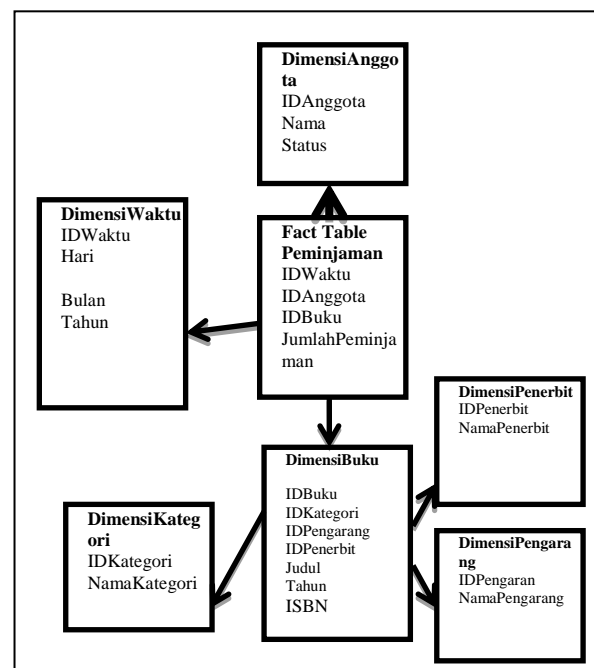 DimensiAnggo
ta
IDAnggota
Nama
Status
DimensiWaktu
IDWaktu
Hari
Bulan
Tahun
Fact Table
Peminjaman
IDWaktu
IDAnggota
IDBuku
JumlahPeminja
man
DimensiPenerbit
IDPenerbit
NamaPenerbit
DimensiBuku
IDBuku
IDKategori
IDPengarang
IDPenerbit
Judul
Tahun
ISBN
DimensiKateg
ori
IDKategori
NamaKategori
DimensiPengara
ng
IDPengaran
NamaPengarang